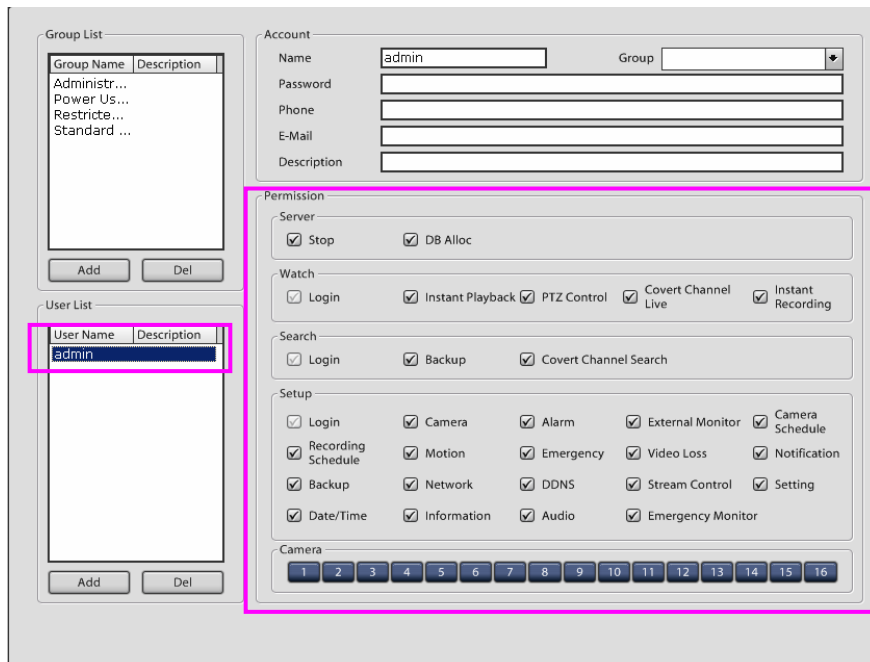 Group List
Group Name Description
Administr...
Power Us...
Restricte...
Standard ...
Add Del
User List
User Name Description
admin
Add Del
Account
Name admin Group
Password
Phone
E-Mail
Description
Permission
Server
Stop DB Alloc
Watch
Login Instant Playback PTZ Control Covert Channel Live Instant Recording
Search
Login Backup Covert Channel Search
Setup
Login Camera Alarm External Monitor Camera Schedule
Recording Schedule Motion Emergency Video Loss Notification
Backup Network DDNS Stream Control Setting
Date/Time Information Audio Emergency Monitor
Camera
1 2 3 4 5 6 7 8 9 10 11 12 13 14 15 16